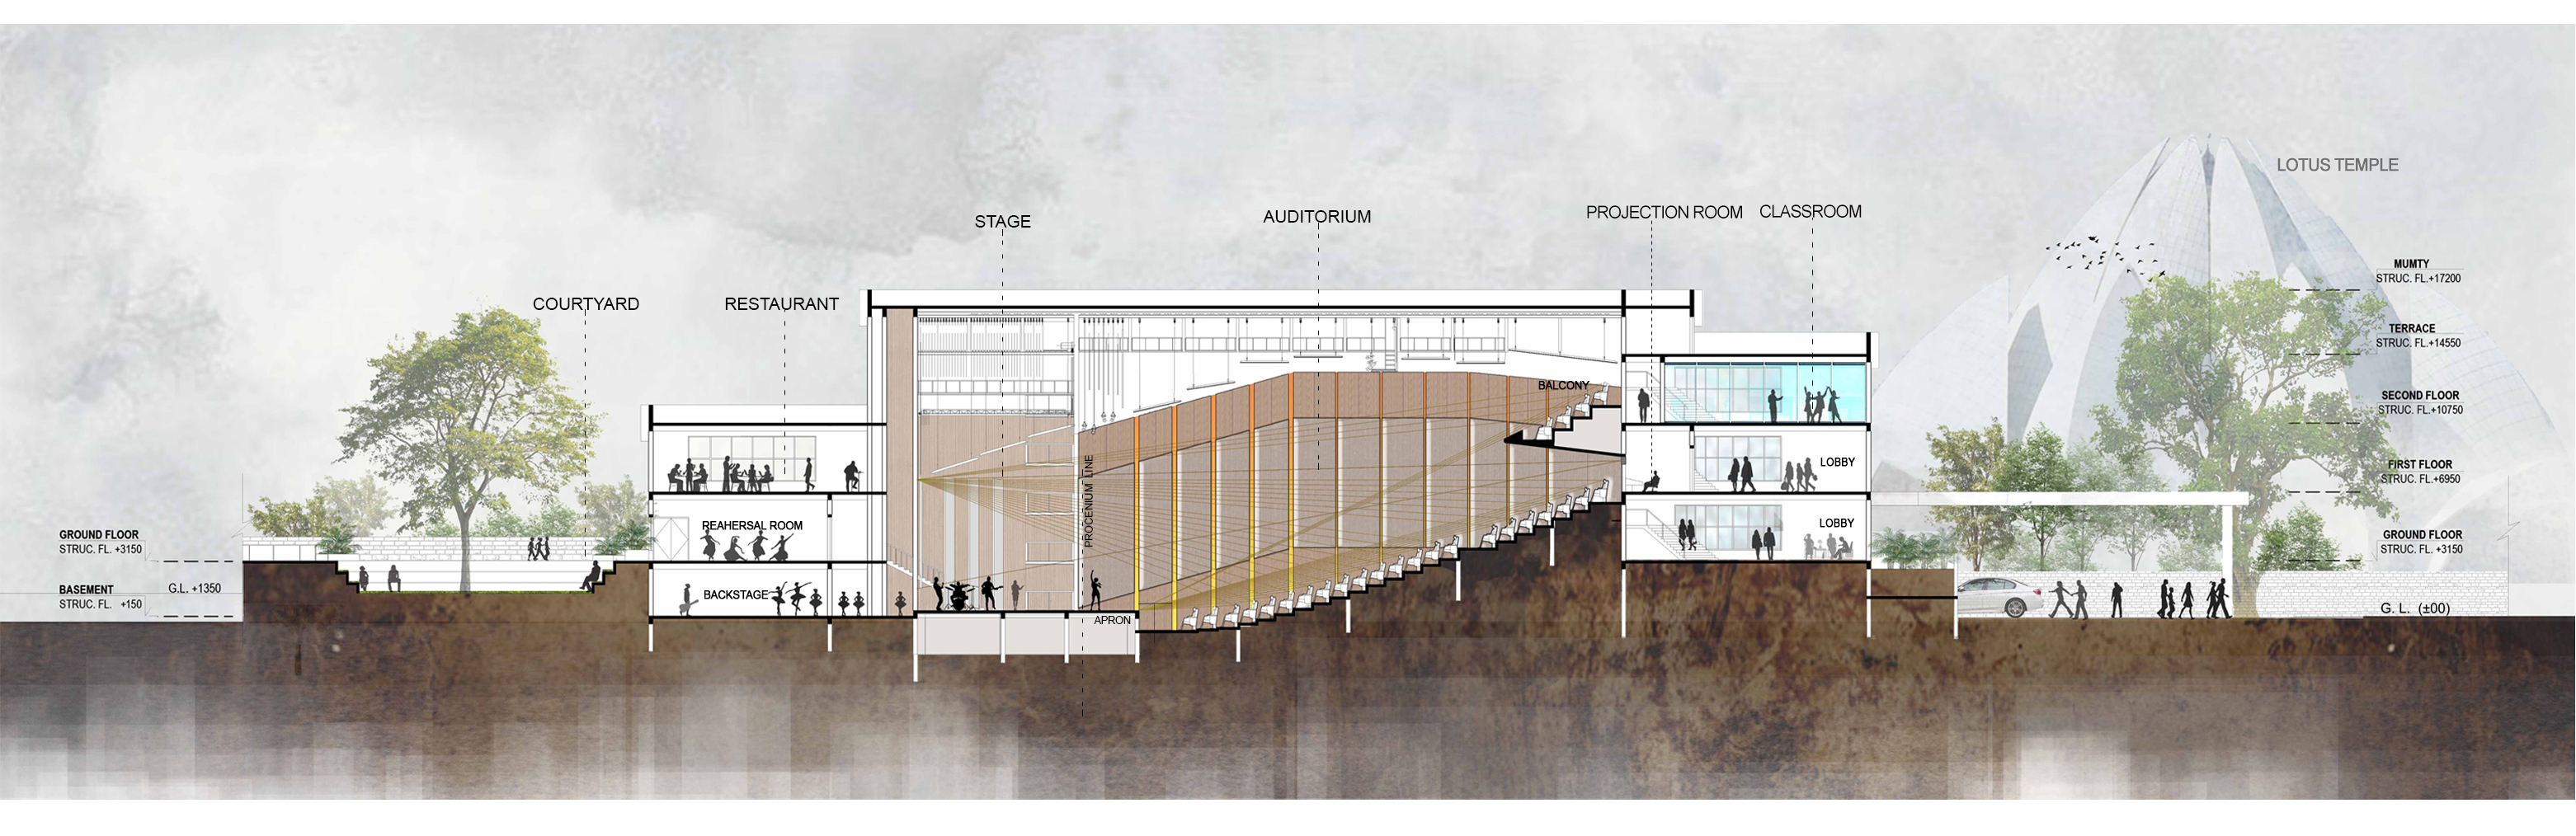 LOTUS TEMPLE
STAGE
AUDITORIUM
PROJECTION ROOM
CLASSROOM
COURTYARD
RESTAURANT
MUMTY
STRUC. FL.+17200
TERRACE
STRUC. FL.+14550
SECOND FLOOR
STRUC. FL.+10750
FIRST FLOOR
STRUC. FL.+6950
GROUND FLOOR
STRUC. FL. +3150
G. L. (±00)
BALCONY
LOBBY
LOBBY
PROCENIUM LINE
REAHERSAL ROOM
BACKSTAGE
APRON
GROUND FLOOR
STRUC. FL. +3150
BASEMENT
STRUC. FL. +150
G.L. +1350